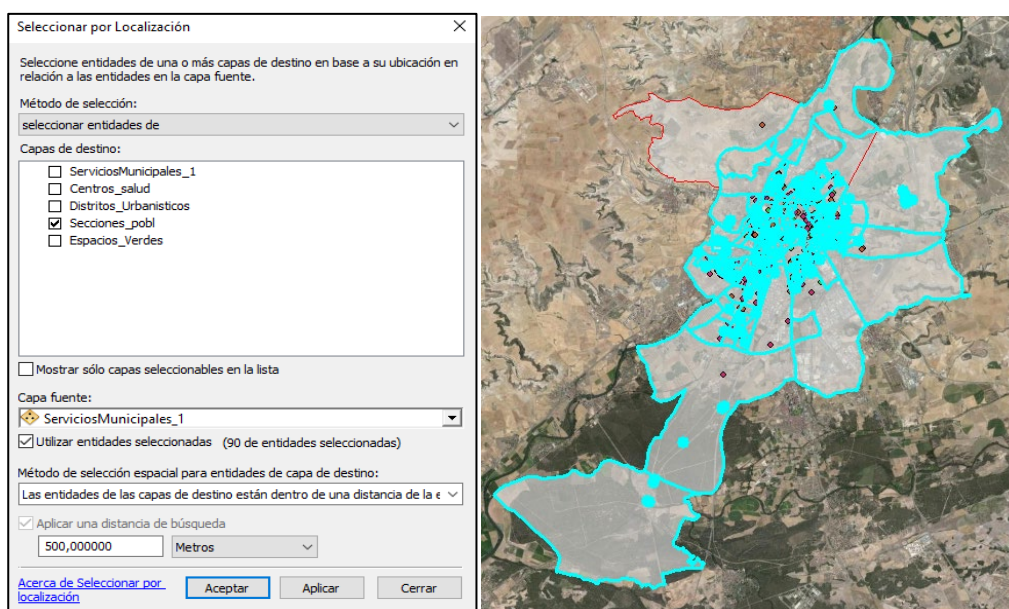 Seleccionar por Localización
Seleccione entidades de una o más capas de destino en base a su ubicación en
relación a las entidades en la capa fuente.
Método de selección:
seleccionar entidades de
Capas de destino:
ServiciosMunicipales_1
Centros_salud
Distritos_Urbanisticos
Secciones_pobl
Espacios_Verdes
Mostrar sólo capas seleccionables en la lista
Capa fuente:
ServiciosMunicipales_1
Utilizar entidades seleccionadas (90 de entidades seleccionadas)
Método de selección espacial para entidades de capa de destino:
Las entidades de las capas de destino están dentro de una distancia de la e
Aplicar una distancia de búsqueda
500,000000 Metros
Acerca de Seleccionar por
localización
Aceptar Aplicar Cerrar